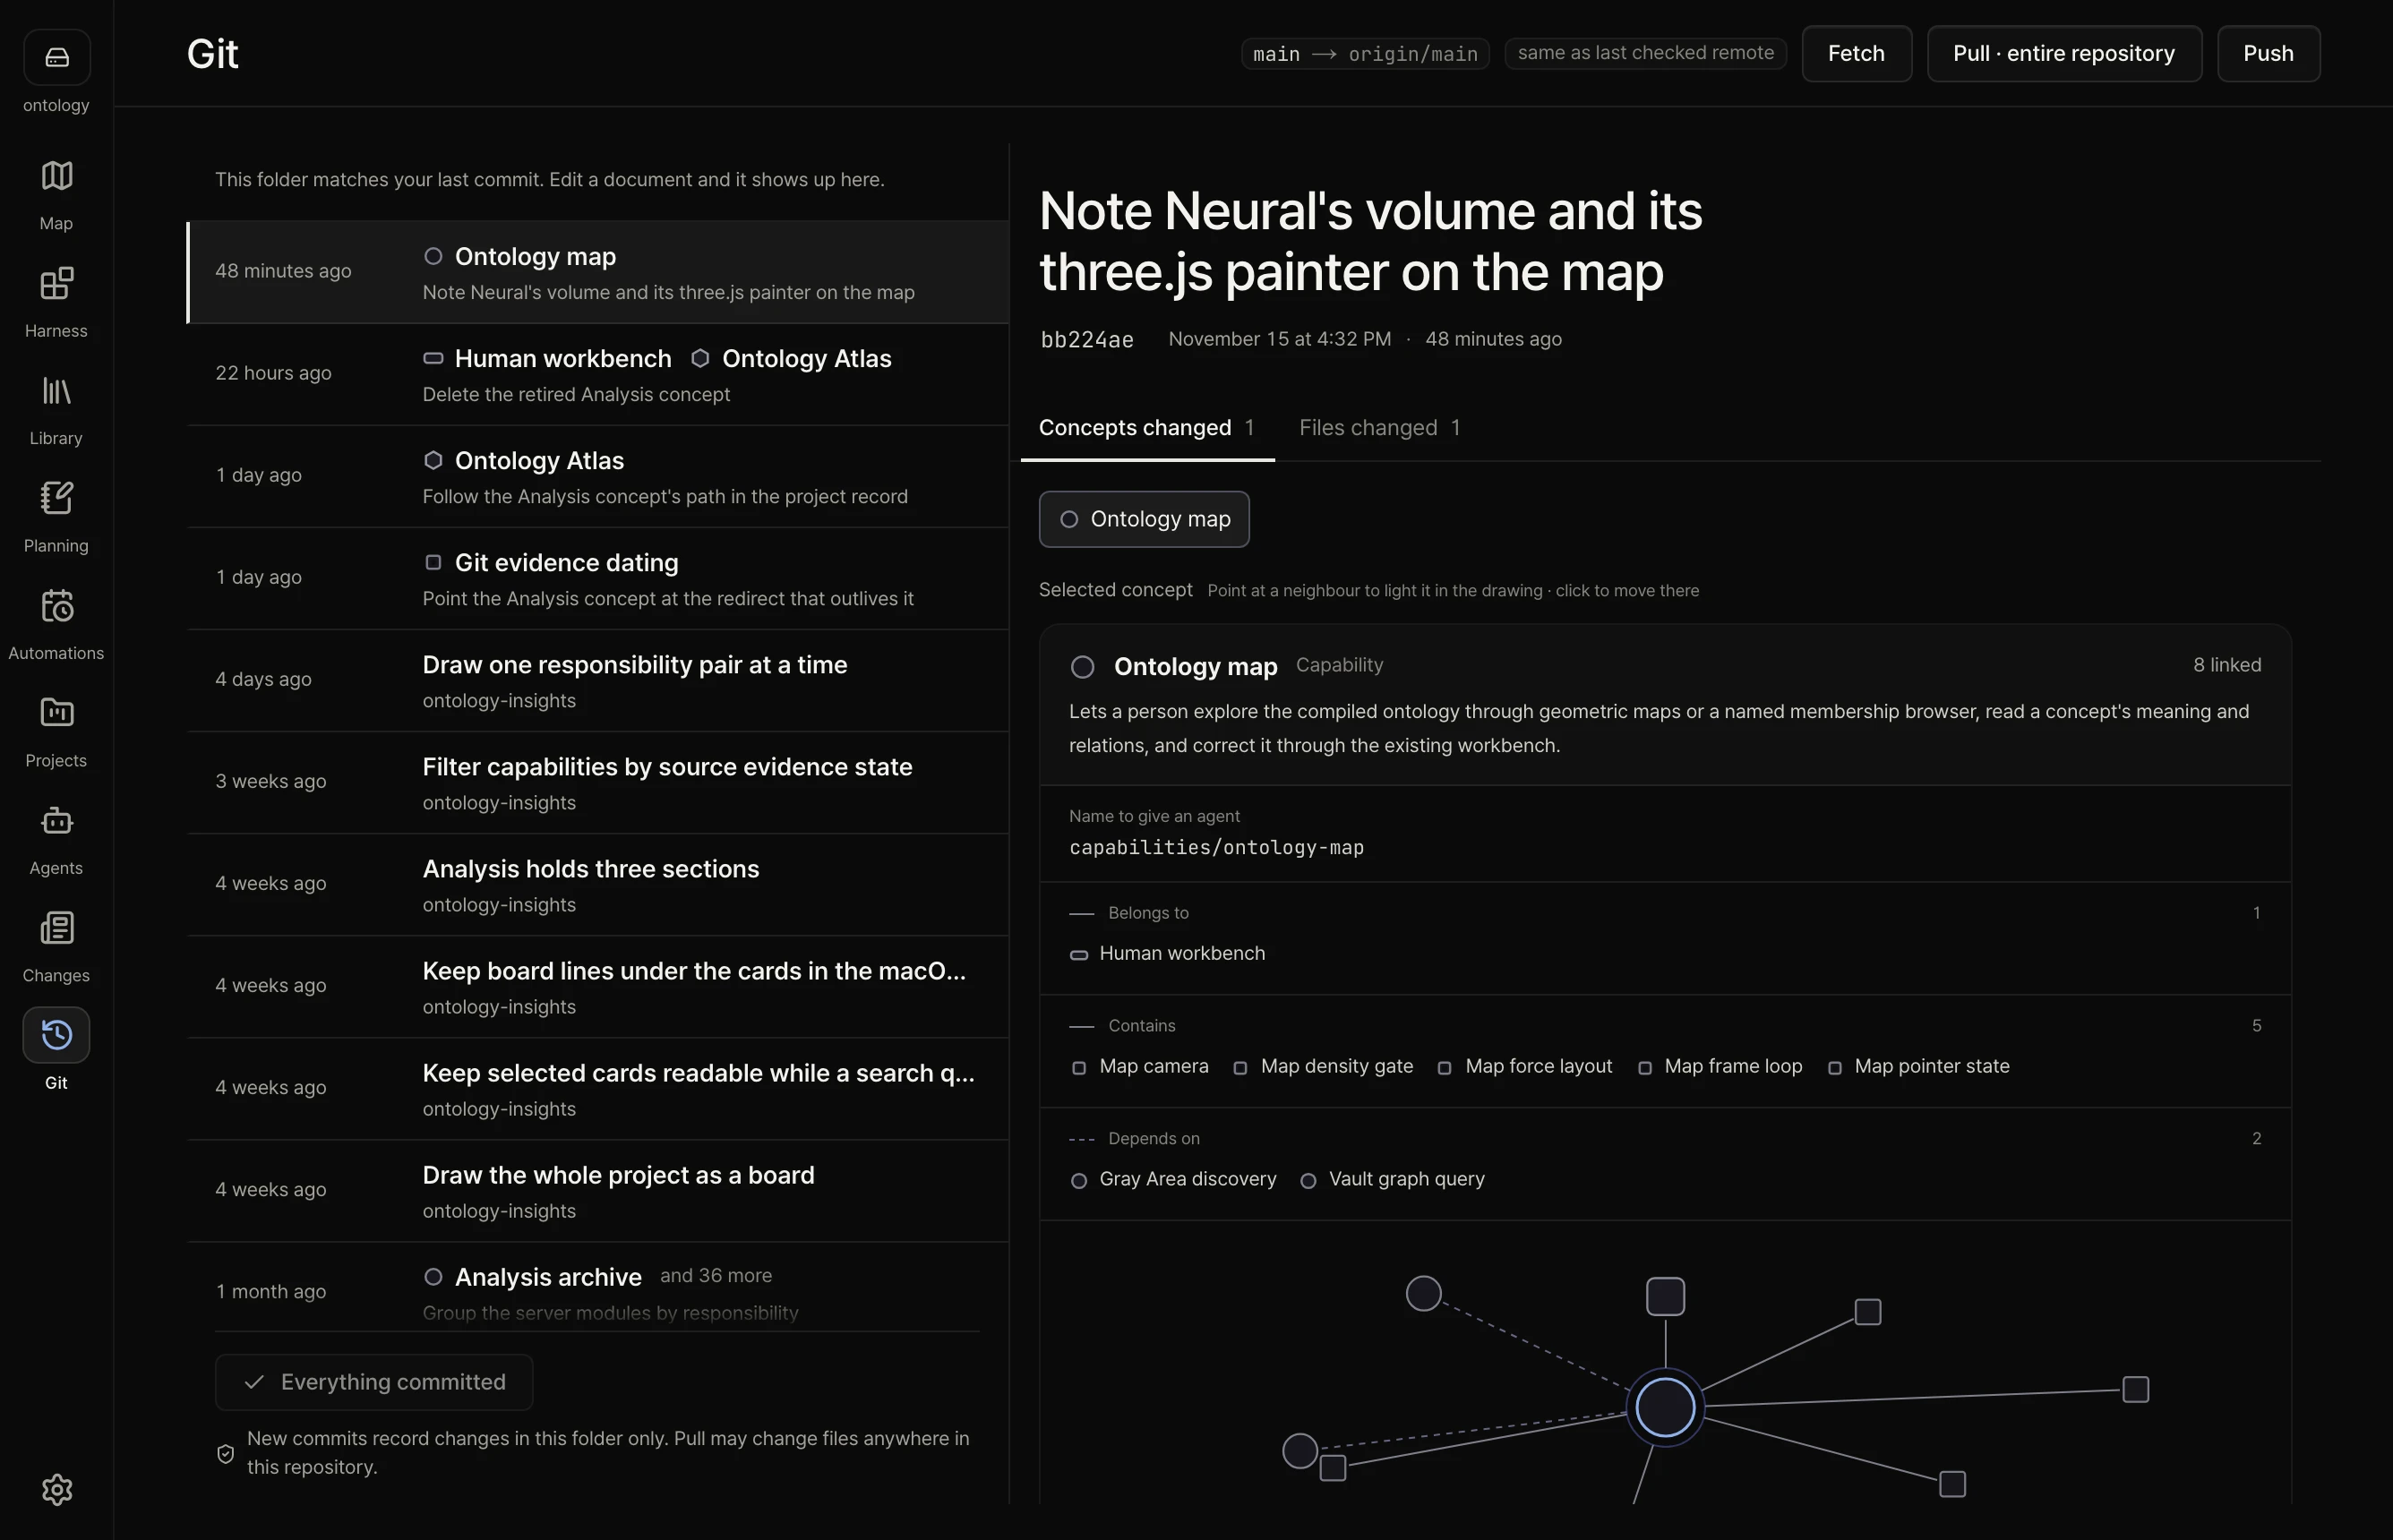 ontology
Map
Harness
Library
Planning
Automations
Projects
Agents
Changes
Git
Git
main → origin/main
same as last checked remote
Fetch
Pull · entire repository
Push
This folder matches your last commit. Edit a document and it shows up here.
48 minutes ago
Ontology map
Note Neural's volume and its three.js painter on the map
22 hours ago
Human workbench Ontology Atlas
Delete the retired Analysis concept
1 day ago
Ontology Atlas
Follow the Analysis concept's path in the project record
1 day ago
Git evidence dating
Point the Analysis concept at the redirect that outlives it
4 days ago
Draw one responsibility pair at a time
ontology-insights
3 weeks ago
Filter capabilities by source evidence state
ontology-insights
4 weeks ago
Analysis holds three sections
ontology-insights
4 weeks ago
Keep board lines under the cards in the macO...
ontology-insights
4 weeks ago
Keep selected cards readable while a search q...
ontology-insights
4 weeks ago
Draw the whole project as a board
ontology-insights
1 month ago
Analysis archive and 36 more
Group the server modules by responsibility
Everything committed
New commits record changes in this folder only. Pull may change files anywhere in
this repository.
Note Neural's volume and its
three.js painter on the map
bb224ae November 15 at 4:32 PM · 48 minutes ago
Concepts changed 1
Files changed 1
Ontology map
Selected concept Point at a neighbour to light it in the drawing · click to move there
Ontology map Capability 8 linked
Lets a person explore the compiled ontology through geometric maps or a named membership browser, read a concept's meaning and
relations, and correct it through the existing workbench.
Name to give an agent
capabilities/ontology-map
Belongs to 1
Human workbench
Contains 5
Map camera Map density gate Map force layout Map frame loop Map pointer state
Depends on 2
Gray Area discovery Vault graph query